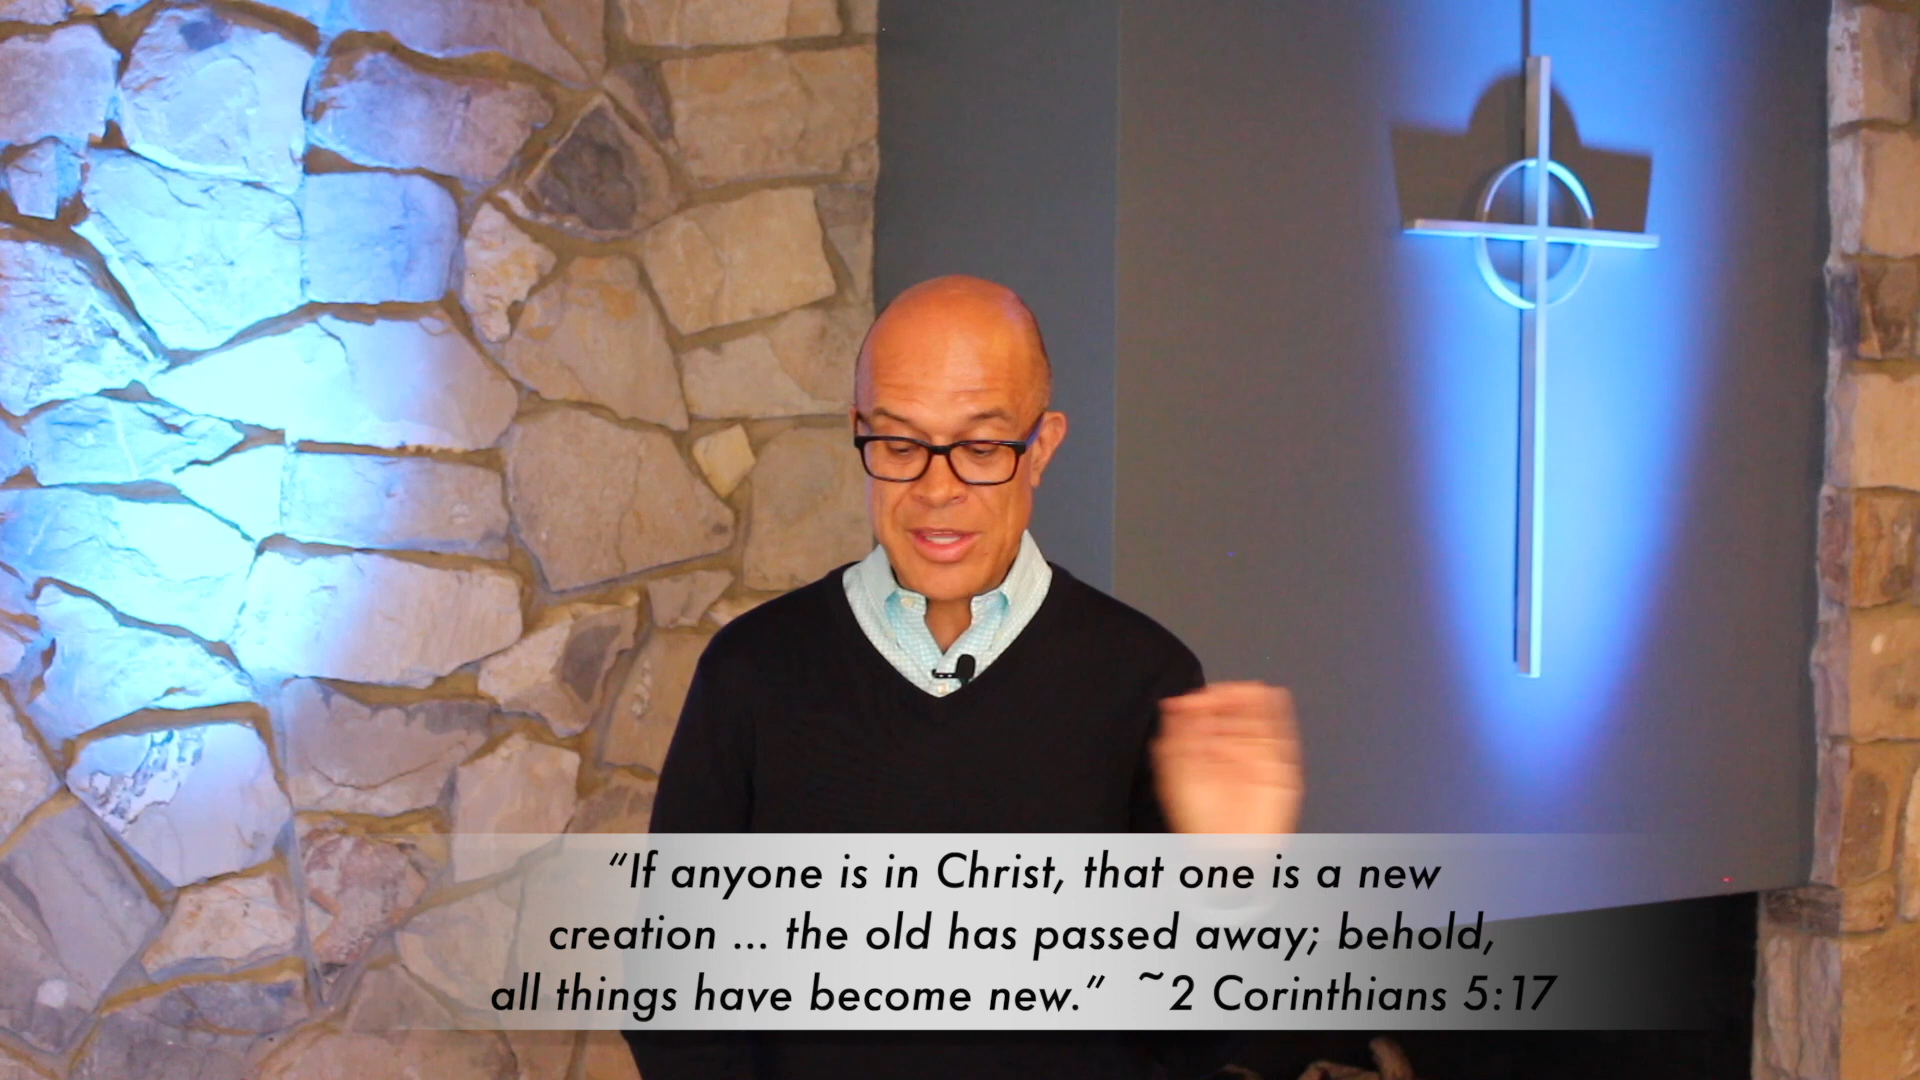 “If anyone is in Christ, that one is a new
creation ... the old has passed away; behold,
all things have become new.” ~2 Corinthians 5:17